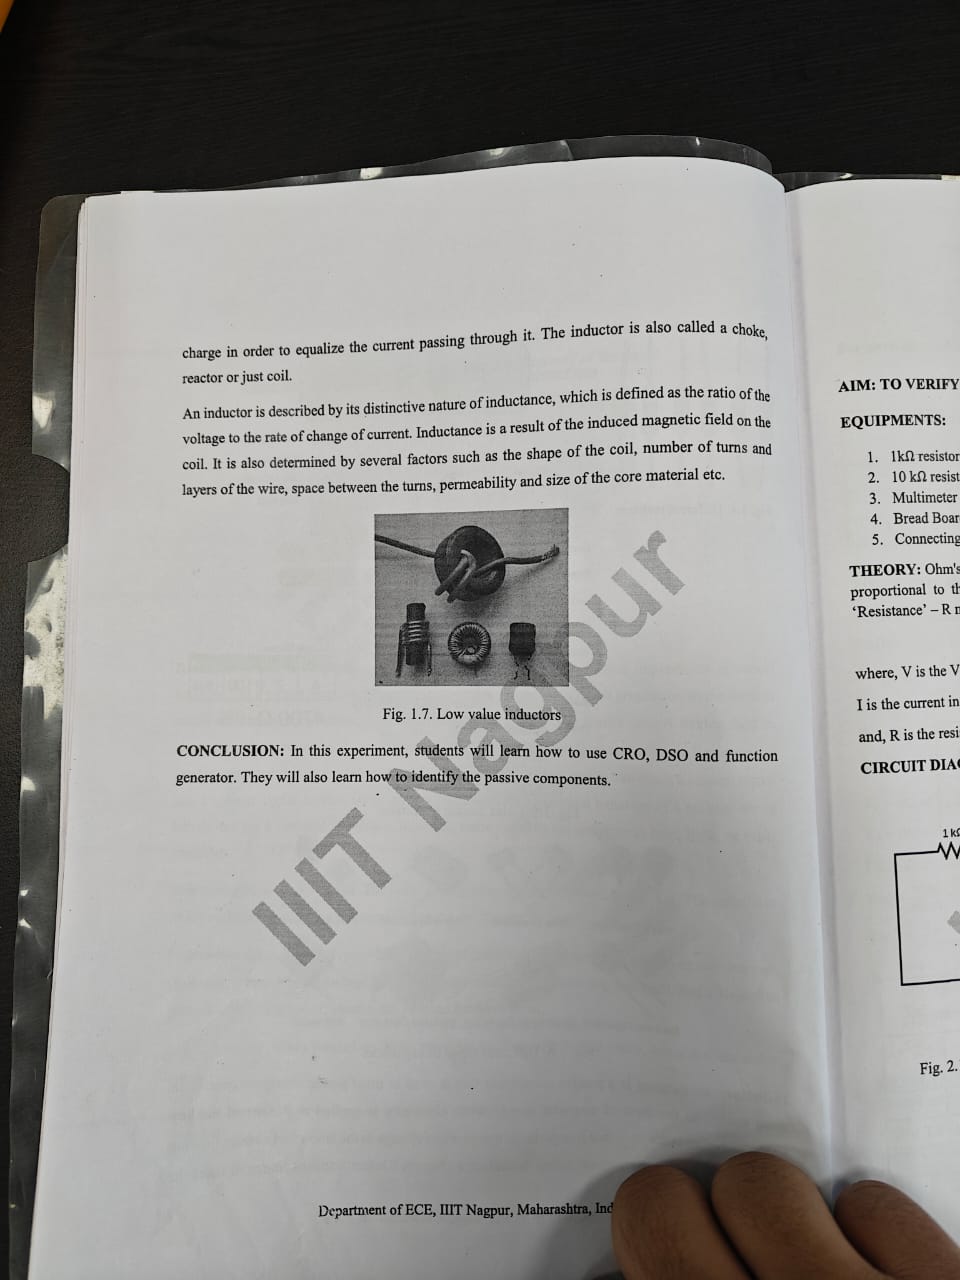 charge in order to equalize the current passing through it. The inductor is also called a choke,
reactor or just coil.
An inductor is described by its distinctive nature of inductance, which is defined as the ratio of the
voltage to the rate of change of current. Inductance is a result of the induced magnetic field on the
coil. It is also determined by several factors such as the shape of the coil, number of turns and
layers of the wire, space between the turns, permeability and size of the core material etc.
Fig. 1.7. Low value inductors
CONCLUSION: In this experiment, students will learn how to use CRO, DSO and function
generator. They will also learn how to identify the passive components.
IIIT Nagpur
Department of ECE, IIIT Nagpur, Maharashtra,
AIM: TO VERIFY
EQUIPMENTS:
1. 1kΩ resistor
2. 10 kΩ resist
3. Multimeter
4. Bread Boar
5. Connecting
THEORY: Ohm's
proportional to th
‘Resistance’ – R
where, V is the V
I is the current in
and, R is the resi
CIRCUIT DIAG
1 kΩ
Fig. 2.